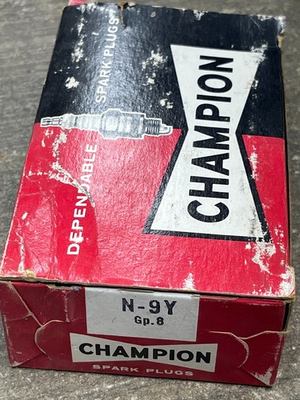 DEPENDABLE SPARK PLUGS
CHAMPION
N-9Y
Gp.8
CHAMPION
SPARK PLUGS